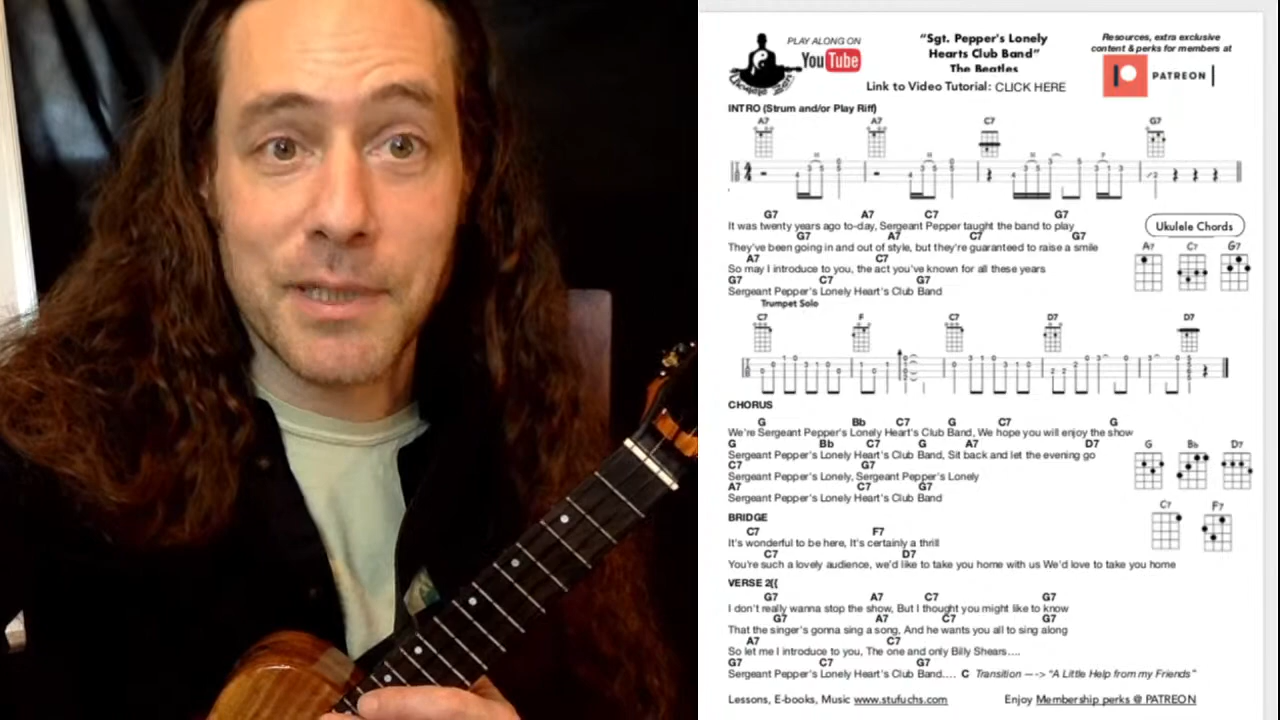 PLAY ALONG ON
YouTube
“Sgt. Pepper's Lonely
Hearts Club Band”
The Beatles
Link to Video Tutorial: CLICK HERE
Resources, extra exclusive
content & perks for members at
PATREON
INTRO (Strum and/or Play Riff)
A7 A7 C7 G7
G7 A7 C7 G7
It was twenty years ago to-day, Sergeant Pepper taught the band to play
G7 A7 C7 G7
They've been going in and out of style, but they're guaranteed to raise a smile
A7 C7
So may I introduce to you, the act you've known for all these years
G7 C7 G7
Sergeant Pepper's Lonely Heart's Club Band
Ukulele Chords
A7 C7 G7
Trumpet Solo
C7 F C7 D7 D7
CHORUS
G Bb C7 G C7 G
We're Sergeant Pepper's Lonely Heart's Club Band, We hope you will enjoy the show
G Bb C7 G A7 D7
Sergeant Pepper's Lonely Heart's Club Band, Sit back and let the evening go
C7 G7
Sergeant Pepper's Lonely, Sergeant Pepper's Lonely
A7 C7 G7
Sergeant Pepper's Lonely Heart's Club Band
G Bb D7
C7 F7
BRIDGE
C7 F7
It's wonderful to be here, It's certainly a thrill
C7 D7
You're such a lovely audience, we'd like to take you home with us We'd love to take you home
VERSE 2{{
G7 A7 C7 G7
I don't really wanna stop the show, But I thought you might like to know
G7 A7 C7 G7
That the singer's gonna sing a song, And he wants you all to sing along
A7 C7
So let me I introduce to you, The one and only Billy Shears....
G7 C7 G7
Sergeant Pepper's Lonely Heart's Club Band.... C Transition —-> “A Little Help from my Friends”
Lessons, E-books, Music www.stufuchs.com
Enjoy Membership perks @ PATREON